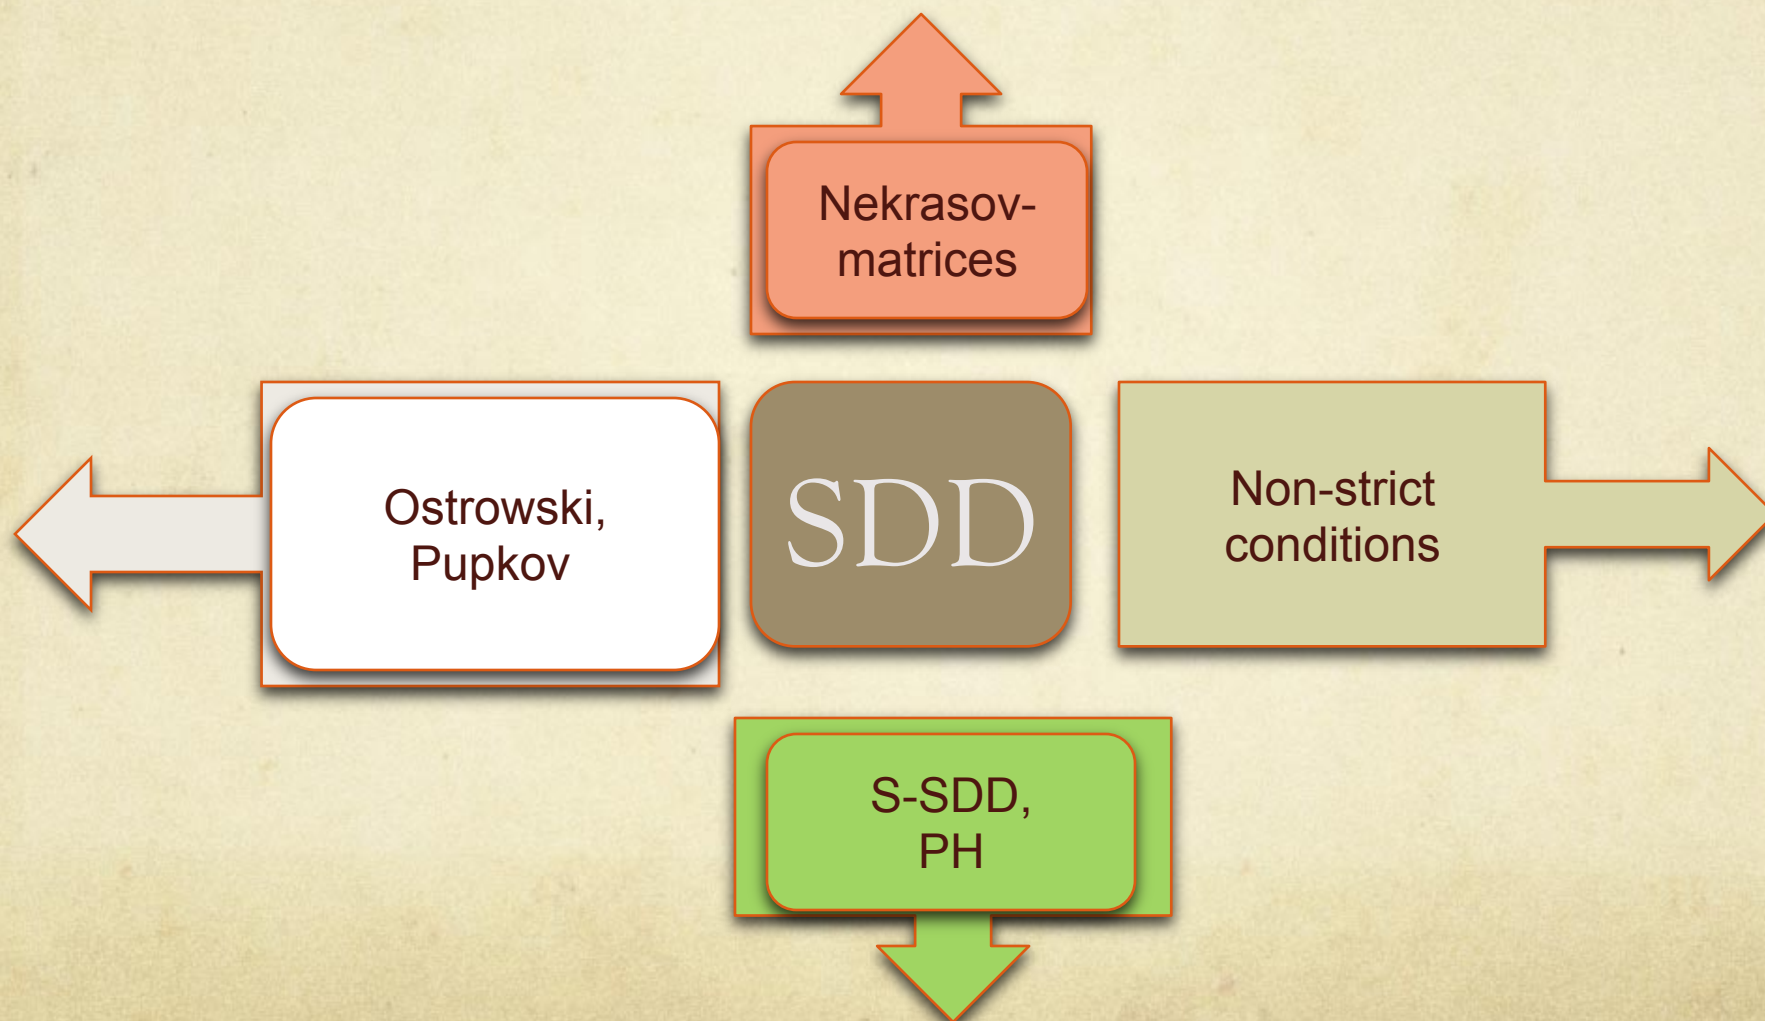 Nekrasov-
matrices
Ostrowski,
Pupkov
SDD
Non-strict
conditions
S-SDD,
PH